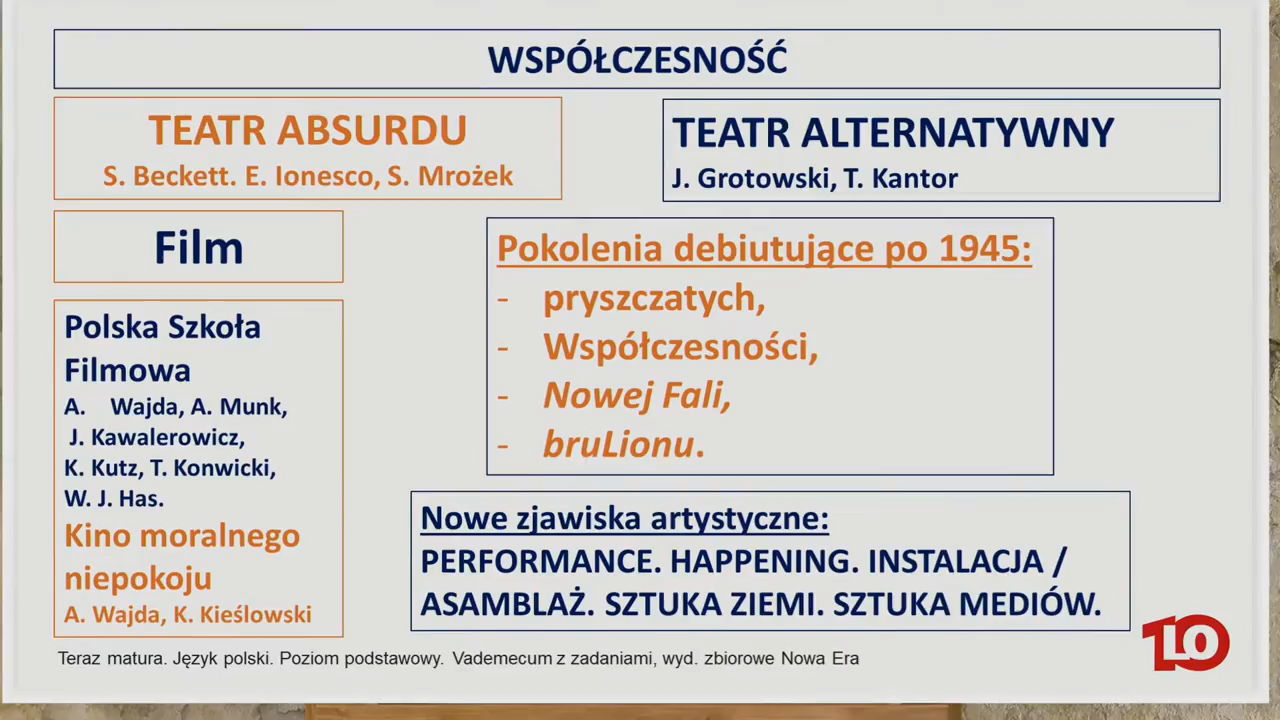 WSPÓŁCZESNOŚĆ
TEATR ABSURDU
S. Beckett. E. Ionesco, S. Mrożek
TEATR ALTERNATYWNY
J. Grotowski, T. Kantor
Film
Polska Szkoła
Filmowa
A. Wajda, A. Munk,
J. Kawalerowicz,
K. Kutz, T. Konwicki,
W. J. Has.
Kino moralnego
niepokoju
A. Wajda, K. Kieślowski
Pokolenia debiutujące po 1945:
- pryszczatych,
- Współczesności,
- Nowej Fali,
- bruLionu.
Nowe zjawiska artystyczne:
PERFORMANCE. HAPPENING. INSTALACJA /
ASAMBLAŻ. SZTUKA ZIEMI. SZTUKA MEDIÓW.
1LO
Teraz matura. Język polski. Poziom podstawowy. Vademecum z zadaniami, wyd. zbiorowe Nowa Era